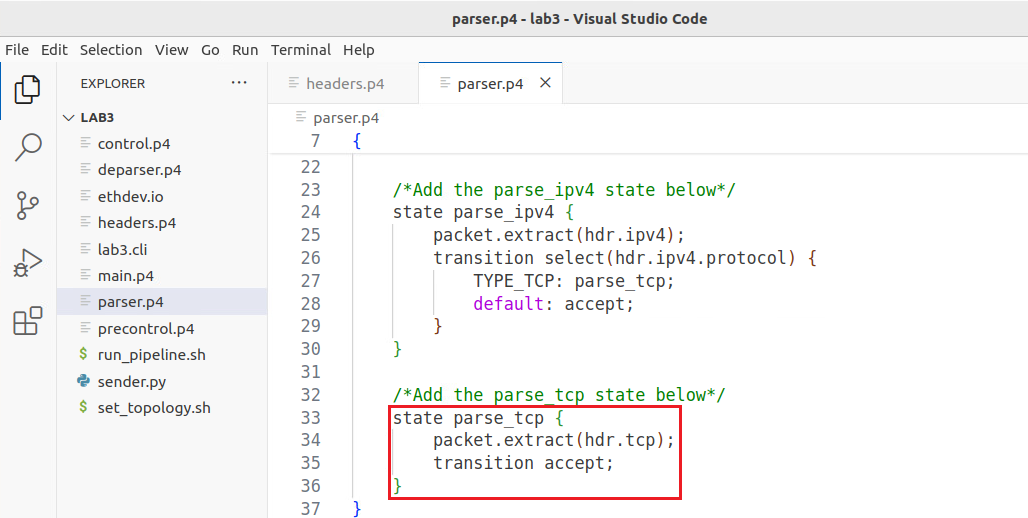 parser.p4 - lab3 - Visual Studio Code
File Edit Selection View Go Run Terminal Help
EXPLORER ···
LAB3
control.p4
deparser.p4
ethdev.io
headers.p4
lab3.cli
main.p4
parser.p4
precontrol.p4
$ run_pipeline.sh
sender.py
$ set_topology.sh
headers.p4 parser.p4
parser.p4
7 {
22
23 /*Add the parse_ipv4 state below*/
24 state parse_ipv4 {
25 packet.extract(hdr.ipv4);
26 transition select(hdr.ipv4.protocol) {
27 TYPE_TCP: parse_tcp;
28 default: accept;
29 }
30 }
31
32 /*Add the parse_tcp state below*/
33 state parse_tcp {
34 packet.extract(hdr.tcp);
35 transition accept;
36 }
37 }